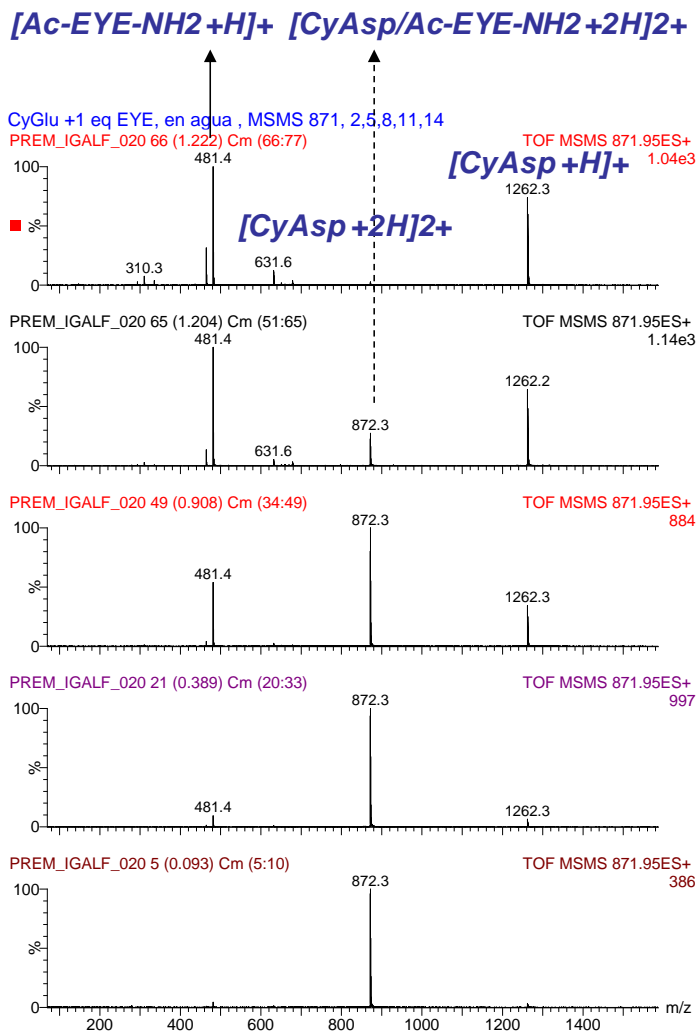 [Ac-EYE-NH2 +H]+ [CyAsp/Ac-EYE-NH2 +2H]2+
CyGlu +1 eq EYE, en agua , MSMS 871, 2,5,8,11,14
PREM_IGALF_020 66 (1.222) Cm (66:77)
TOF MSMS 871.95ES+
1.04e3
[CyAsp +H]+
[CyAsp +2H]2+
100
%
0
310.3
481.4
631.6
1262.3
PREM_IGALF_020 65 (1.204) Cm (51:65)
TOF MSMS 871.95ES+
1.14e3
100
%
0
481.4
631.6
872.3
1262.2
PREM_IGALF_020 49 (0.908) Cm (34:49)
TOF MSMS 871.95ES+
884
100
%
0
481.4
872.3
1262.3
PREM_IGALF_020 21 (0.389) Cm (20:33)
TOF MSMS 871.95ES+
997
100
%
0
481.4
872.3
1262.3
PREM_IGALF_020 5 (0.093) Cm (5:10)
TOF MSMS 871.95ES+
386
100
%
0
872.3
m/z
200 400 600 800 1000 1200 1400